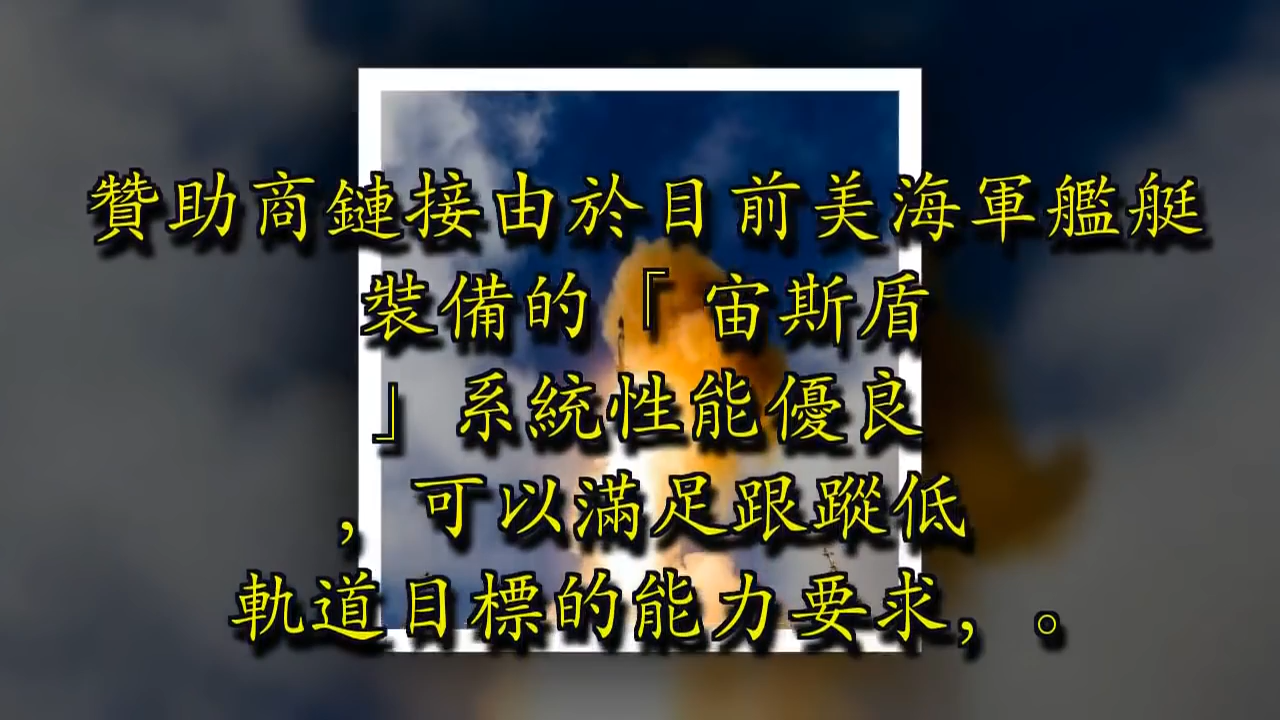 贊助商鏈接由於目前美海軍艦艇
裝備的「宙斯盾
」系統性能優良
，可以滿足跟蹤低
軌道目標的能力要求，。